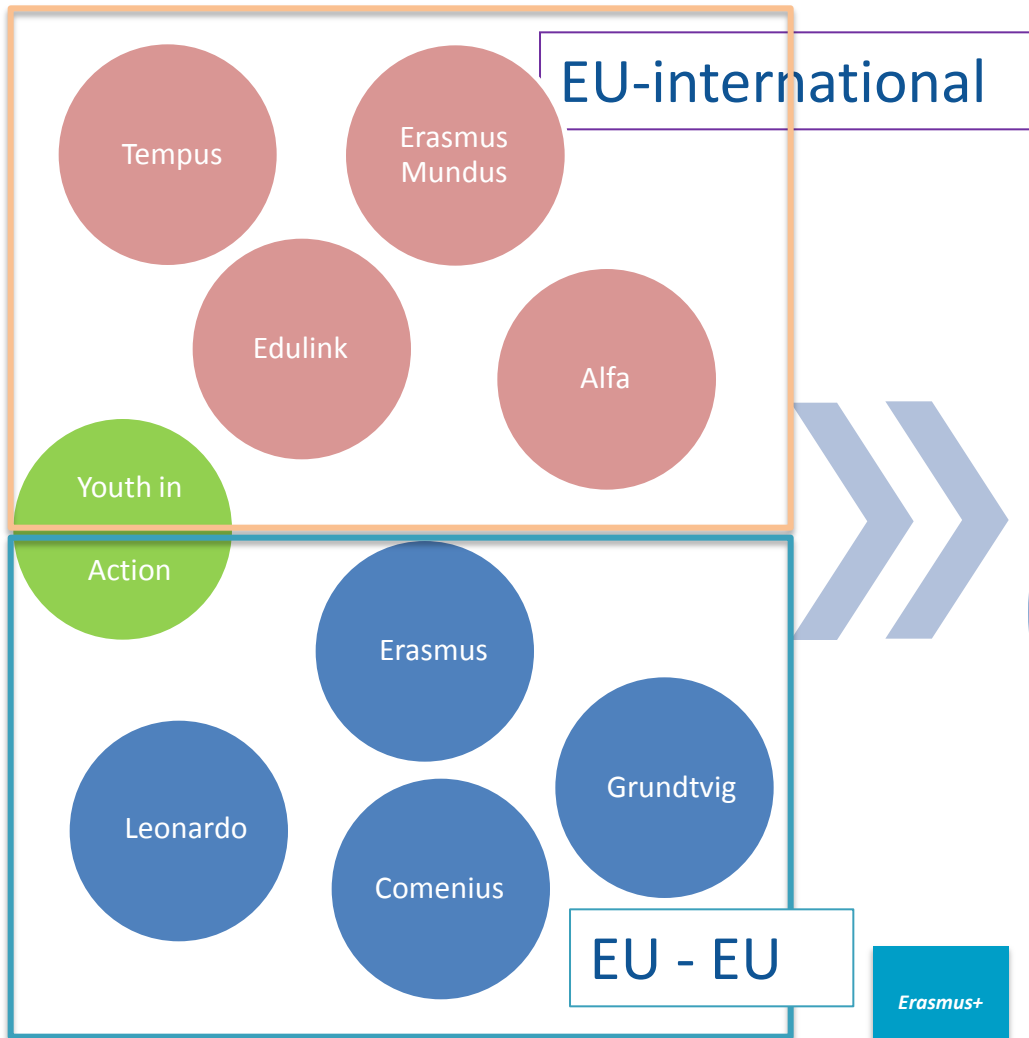 EU-international
Tempus
Erasmus
Mundus
Edulink
Alfa
Youth in
Action
Erasmus
Grundtvig
Leonardo
Comenius
EU - EU
Erasmus+